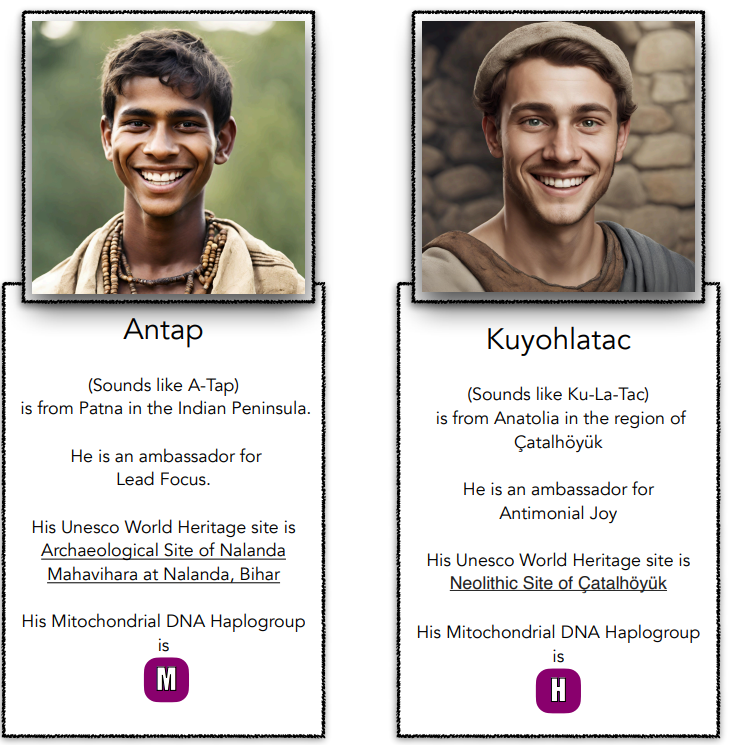 Antap
(Sounds like A-Tap)
is from Patna in the Indian Peninsula.
He is an ambassador for
Lead Focus.
His Unesco World Heritage site is
Archaeological Site of Nalanda
Mahavihara at Nalanda, Bihar
His Mitochondrial DNA Haplogroup
is
M
Kuyohlatac
(Sounds like Ku-La-Tac)
is from Anatolia in the region of
Çatalhöyük
He is an ambassador for
Antimonial Joy
His Unesco World Heritage site is
Neolithic Site of Çatalhöyük
His Mitochondrial DNA Haplogroup
is
H